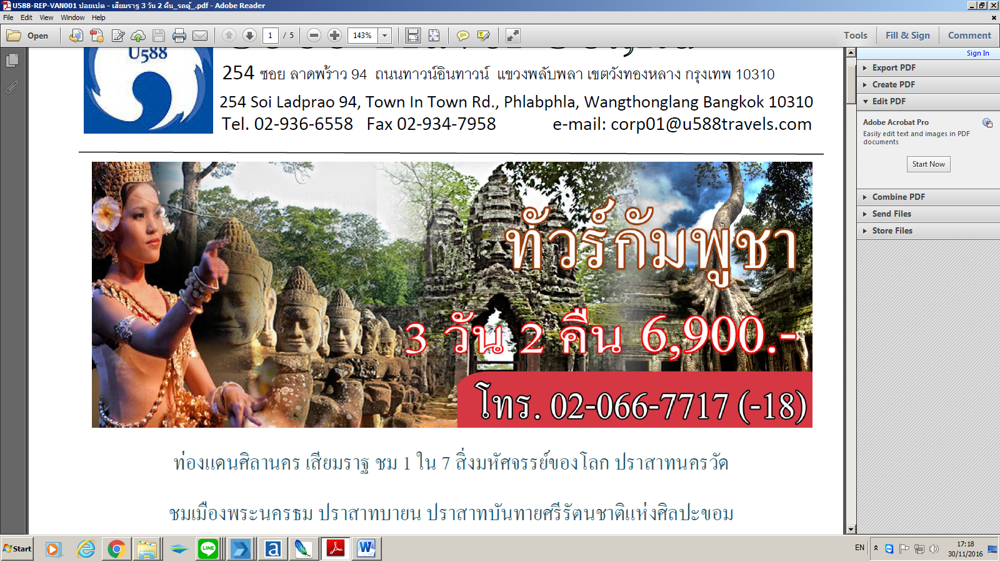 U588-REP-VAN001 ปอยเปต - เสียมราฐ 3 วัน 2 คืน_รถตู้_.pdf - Adobe Reader
File Edit View Window Help
Open 1 / 5 143% Tools Fill & Sign Comment
Sign In
Export PDF
Create PDF
Edit PDF
Adobe Acrobat Pro
Easily edit text and images in PDF
documents
Start Now
Combine PDF
Send Files
Store Files
U588
254 ซอย ลาดพร้าว 94 ถนนทาวน์อินทาวน์ แขวงพลับพลา เขตวังทองหลาง กรุงเทพ 10310
254 Soi Ladprao 94, Town In Town Rd., Phlabphla, Wangthonglang Bangkok 10310
Tel. 02-936-6558 Fax 02-934-7958 e-mail: corp01@u588travels.com
ทัวร์กัมพูชา
3 วัน 2 คืน 6,900.-
โทร. 02-066-7717 (-18)
ท่องแดนศิลานคร เสียมราฐ ชม 1 ใน 7 สิ่งมหัศจรรย์ของโลก ปราสาทนครวัด
ชมเมืองพระนครธม ปราสาทบายน ปราสาทบันทายศรีรัตนชาติแห่งศิลปะขอม
Start LINE EN 17:18
30/11/2016